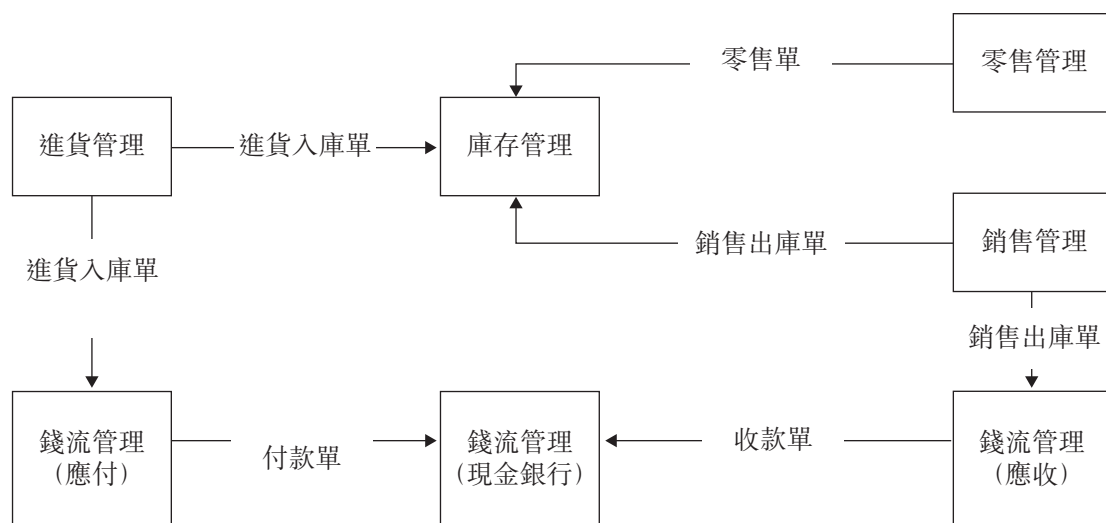 零售單
零售管理
進貨管理
進貨入庫單
庫存管理
銷售出庫單
銷售管理
進貨入庫單
銷售出庫單
錢流管理
（應付）
付款單
錢流管理
（現金銀行）
收款單
錢流管理
（應收）